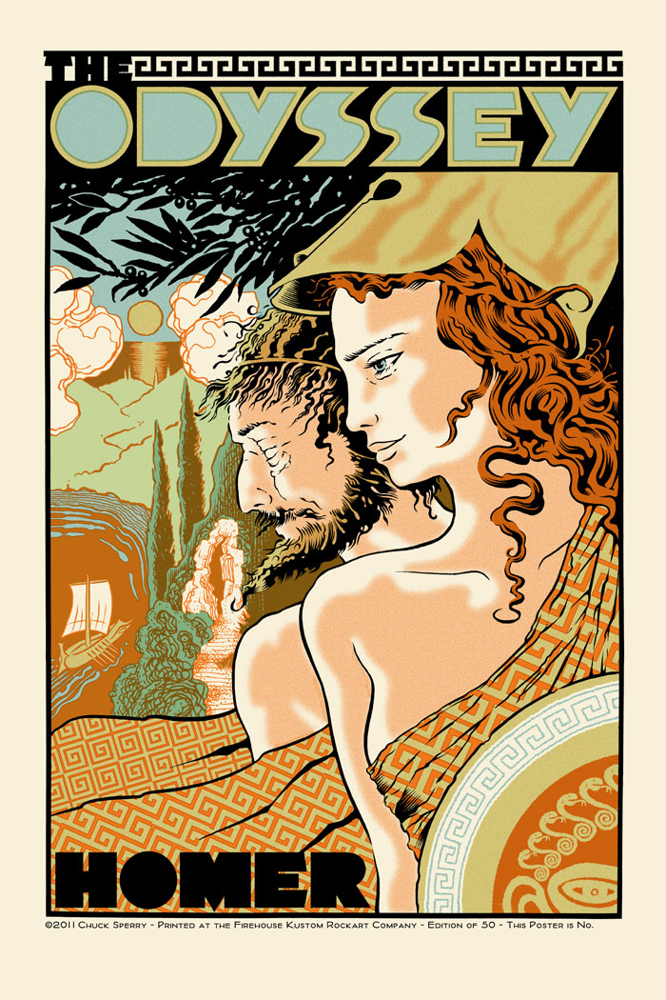 THE
ODYSSEY
HOMER
©2011 Chuck Sperry - Printed at the Firehouse Kustom Rockart Company - Edition of 50 - This Poster is No.